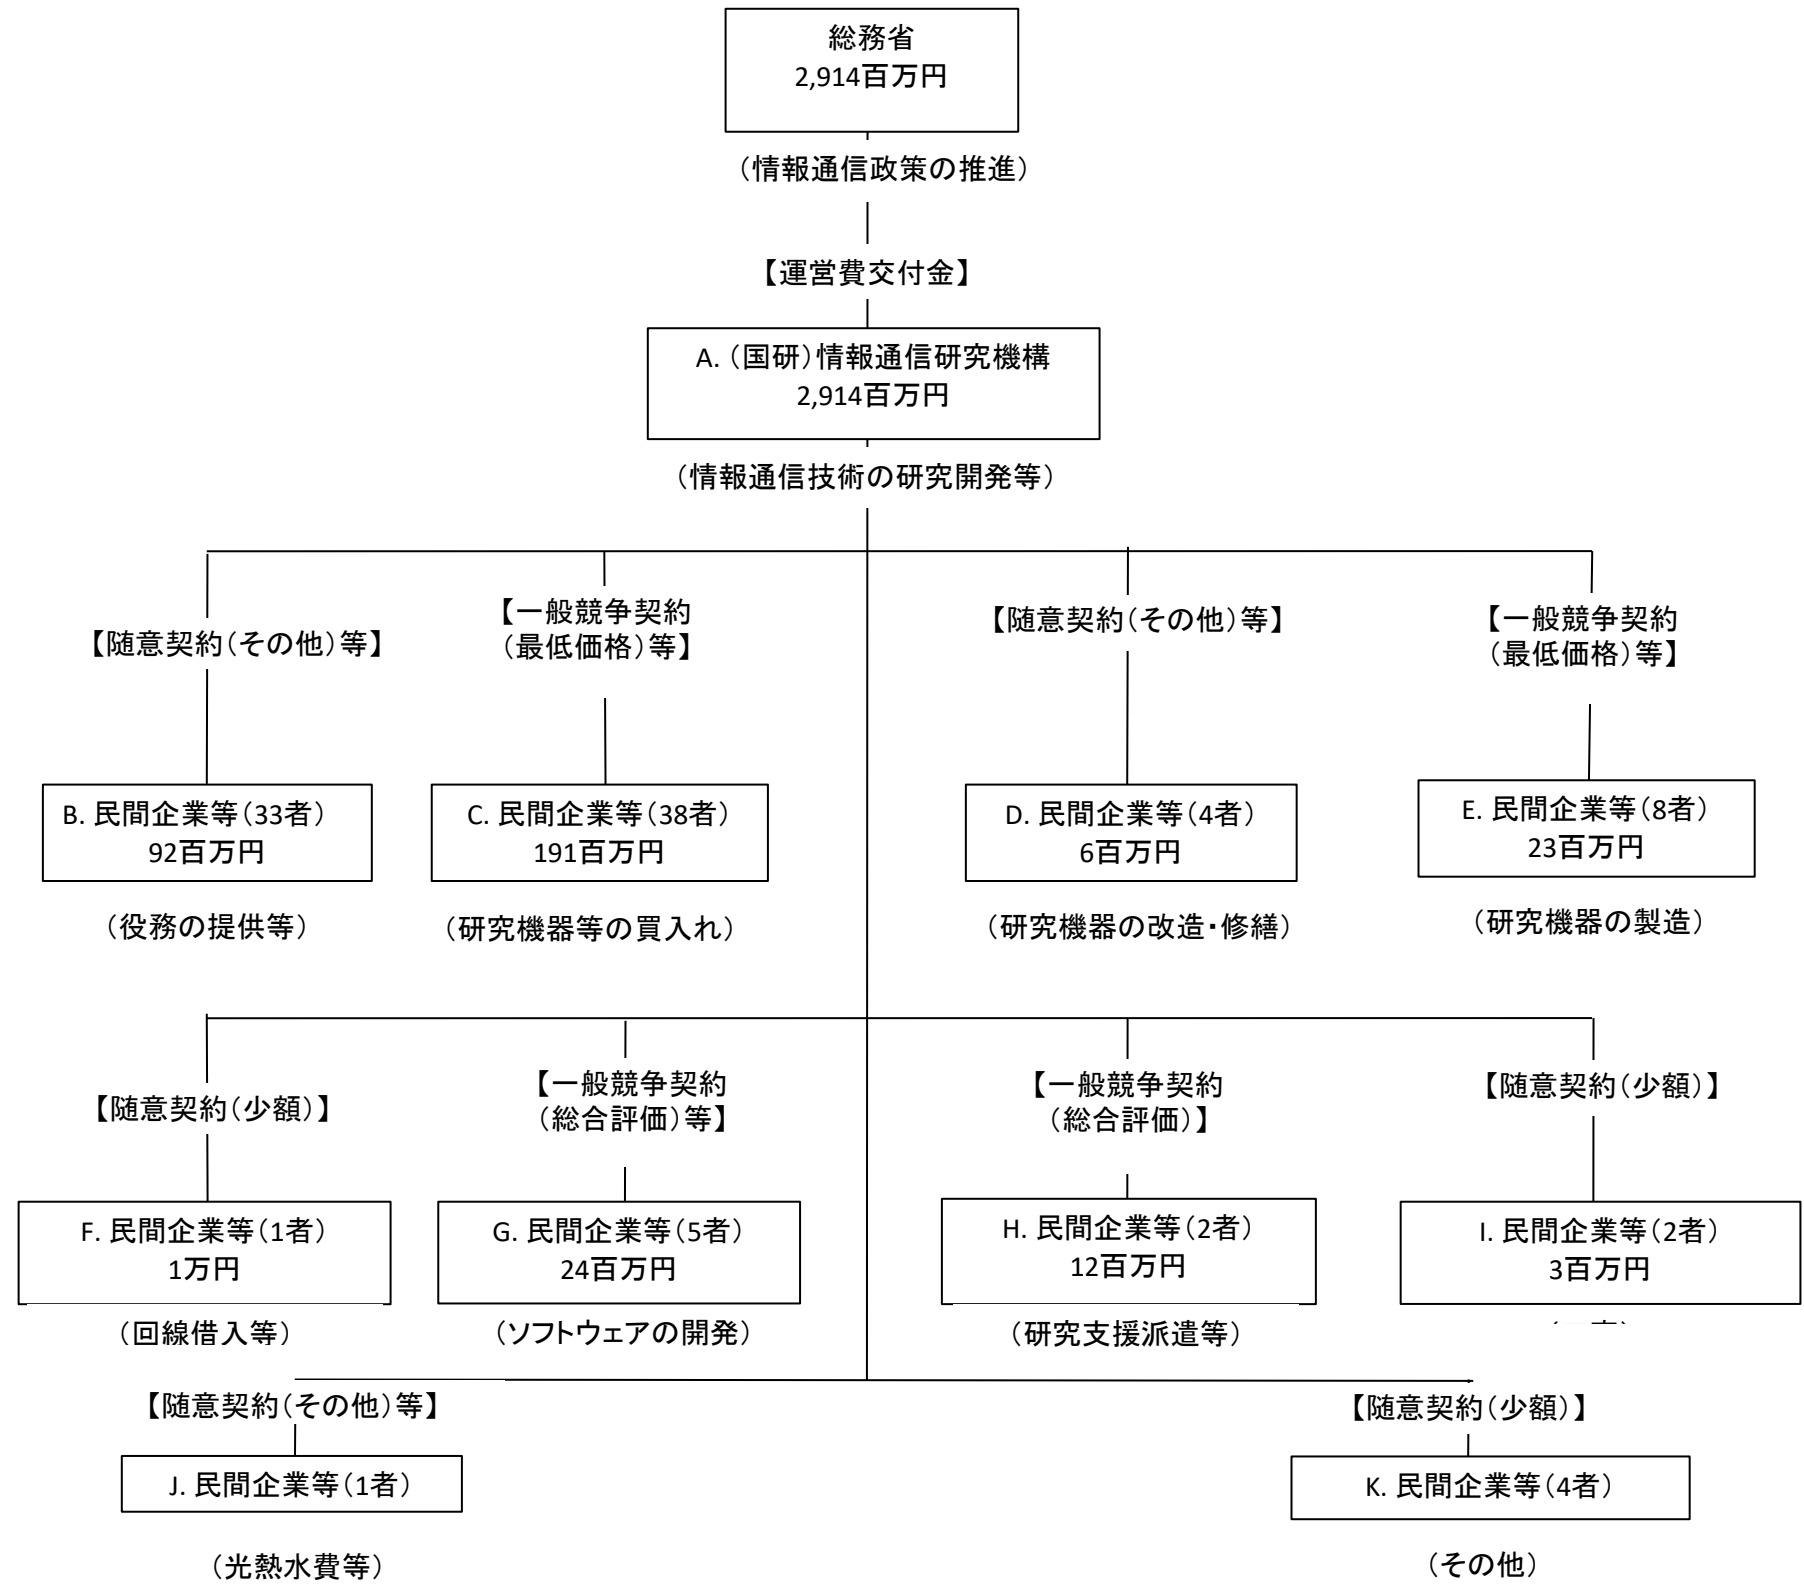 総務省
2,914百万円
（情報通信政策の推進）
【運営費交付金】
A.（国研）情報通信研究機構
2,914百万円
（情報通信技術の研究開発等）
【随意契約（その他）等】
【一般競争契約
（最低価格）等】
【随意契約（その他）等】
【一般競争契約
（最低価格）等】
B. 民間企業等（33者）
92百万円
C. 民間企業等（38者）
191百万円
D. 民間企業等（4者）
6百万円
E. 民間企業等（8者）
23百万円
（役務の提供等）
（研究機器等の買入れ）
（研究機器の改造・修繕）
（研究機器の製造）
【随意契約（少額）】
【一般競争契約
（総合評価）等】
【一般競争契約
（総合評価）】
【随意契約（少額）】
F. 民間企業等（1者）
1万円
G. 民間企業等（5者）
24百万円
H. 民間企業等（2者）
12百万円
I. 民間企業等（2者）
3百万円
（回線借入等）
（ソフトウェアの開発）
（研究支援派遣等）
【随意契約（その他）等】
【随意契約（少額）】
J. 民間企業等（1者）
K. 民間企業等（4者）
（光熱水費等）
（その他）